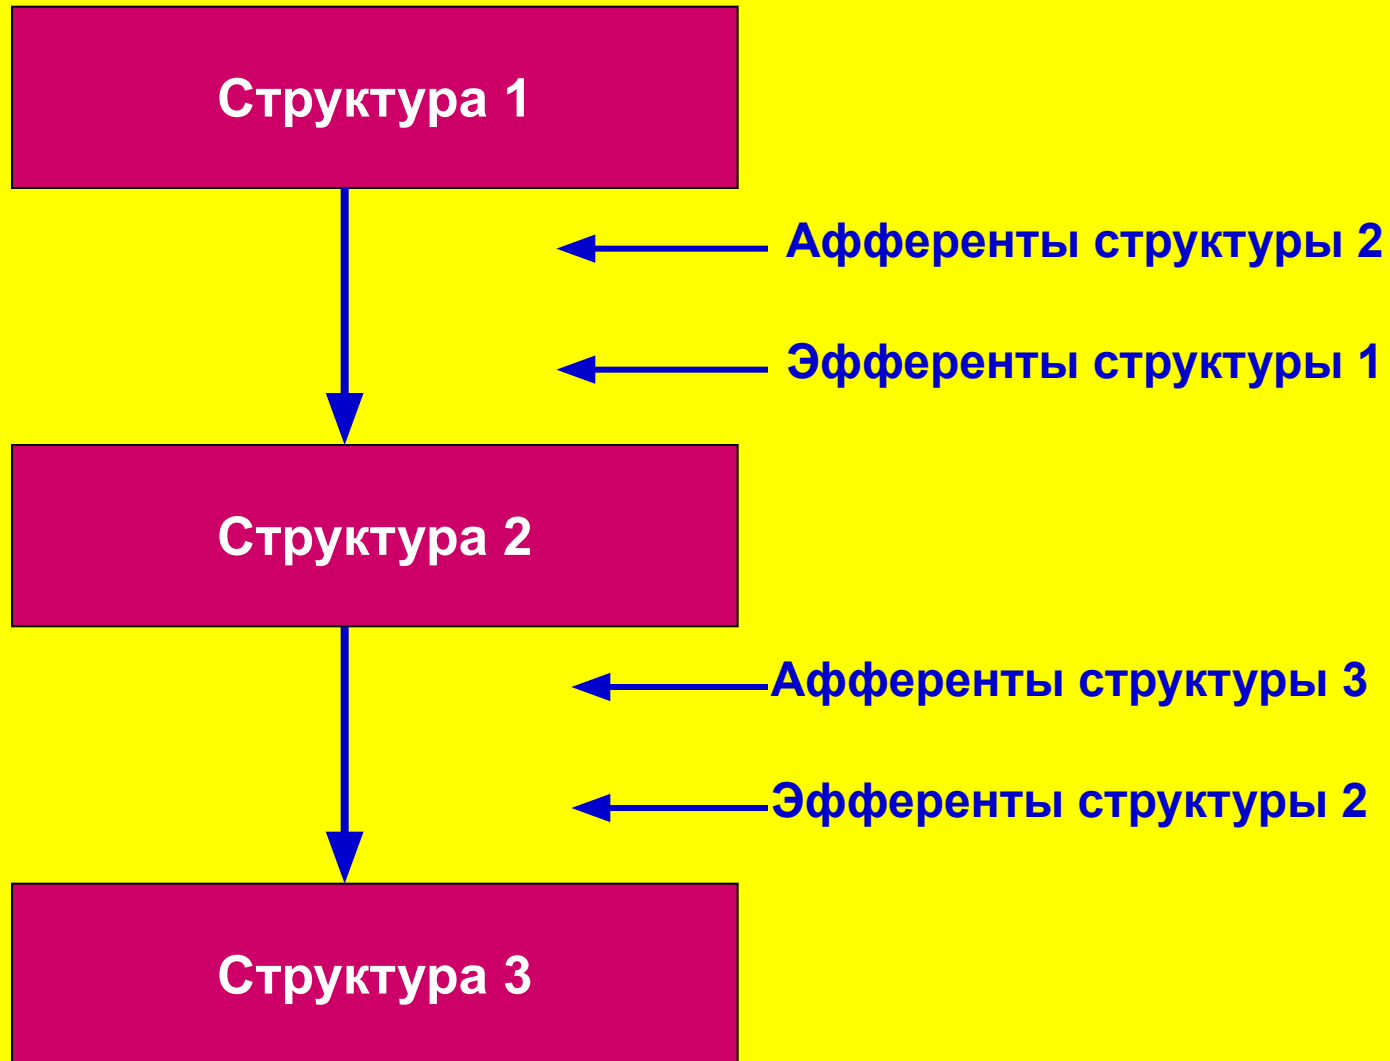 Структура 1
Афференты структуры 2
Эфференты структуры 1
Структура 2
Афференты структуры 3
Эфференты структуры 2
Структура 3